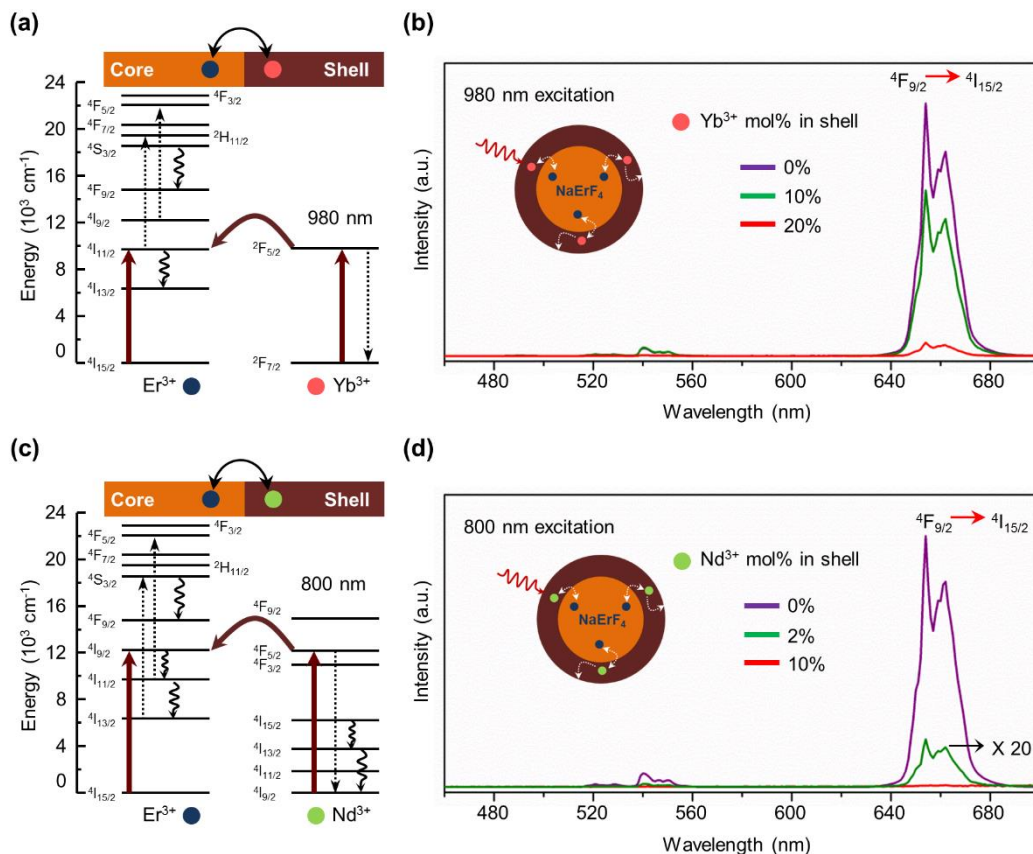 (a)
Core
Shell
Energy (10³ cm⁻¹)
24
20
16
12
8
4
0
⁴F₃/₂
⁴F₅/₂
⁴F₇/₂
²H₁₁/₂
⁴S₃/₂
⁴F₉/₂
⁴I₉/₂
⁴I₁₁/₂
⁴I₁₃/₂
⁴I₁₅/₂
980 nm
²F₅/₂
²F₇/₂
Er³⁺
Yb³⁺
(b)
Intensity (a.u.)
980 nm excitation
NaErF₄
Yb³⁺ mol% in shell
0%
10%
20%
⁴F₉/₂ → ⁴I₁₅/₂
480 520 560 600 640 680
Wavelength (nm)
(c)
Core
Shell
Energy (10³ cm⁻¹)
24
20
16
12
8
4
0
⁴F₃/₂
⁴F₅/₂
⁴F₇/₂
²H₁₁/₂
⁴S₃/₂
⁴F₉/₂
⁴I₉/₂
⁴I₁₁/₂
⁴I₁₃/₂
⁴I₁₅/₂
800 nm
⁴F₉/₂
⁴F₅/₂
⁴F₃/₂
⁴I₁₅/₂
⁴I₁₃/₂
⁴I₁₁/₂
⁴I₉/₂
Er³⁺
Nd³⁺
(d)
Intensity (a.u.)
800 nm excitation
NaErF₄
Nd³⁺ mol% in shell
0%
2%
10%
⁴F₉/₂ → ⁴I₁₅/₂
X 20
480 520 560 600 640 680
Wavelength (nm)